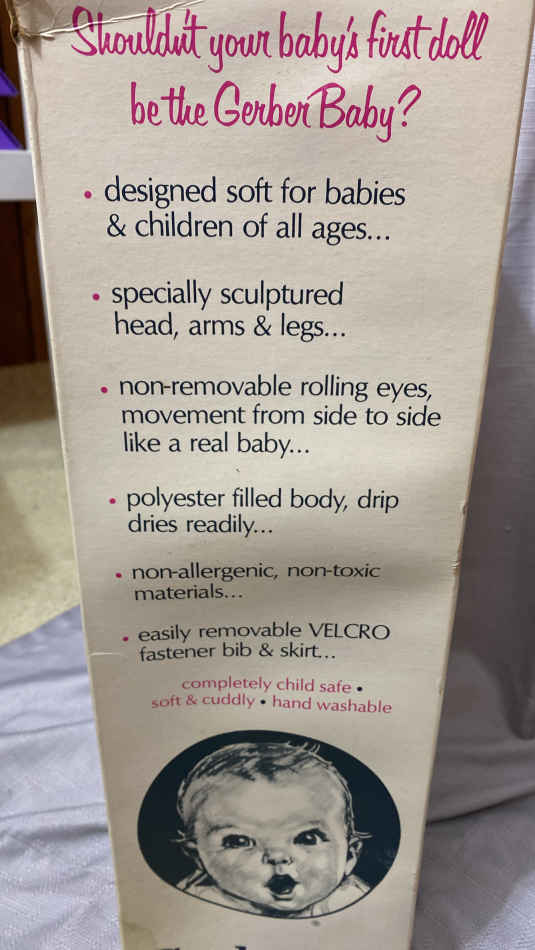 Shouldn't your baby's first doll
be the Gerber Baby?
• designed soft for babies
& children of all ages...
• specially sculptured
head, arms & legs...
• non-removable rolling eyes,
movement from side to side
like a real baby...
• polyester filled body, drip
dries readily...
• non-allergenic, non-toxic
materials...
• easily removable VELCRO
fastener bib & skirt...
completely child safe •
soft & cuddly • hand washable